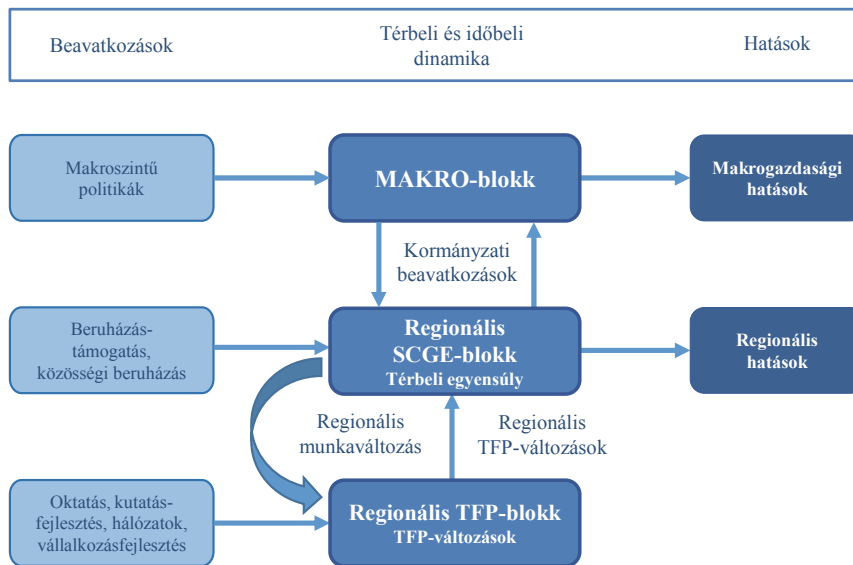 Beavatkozások
Térbeli és időbeli
dinamika
Hatások
Makroszintű
politikák
MAKRO-blokk
Makrogazdasági
hatások
Kormányzati
beavatkozások
Beruházás-
támogatás,
közösségi beruházás
Regionális
SCGE-blokk
Térbeli egyensúly
Regionális
hatások
Regionális
munkaváltozás
Regionális
TFP-változások
Oktatás, kutatás-
fejlesztés, hálózatok,
vállalkozásfejlesztés
Regionális TFP-blokk
TFP-változások